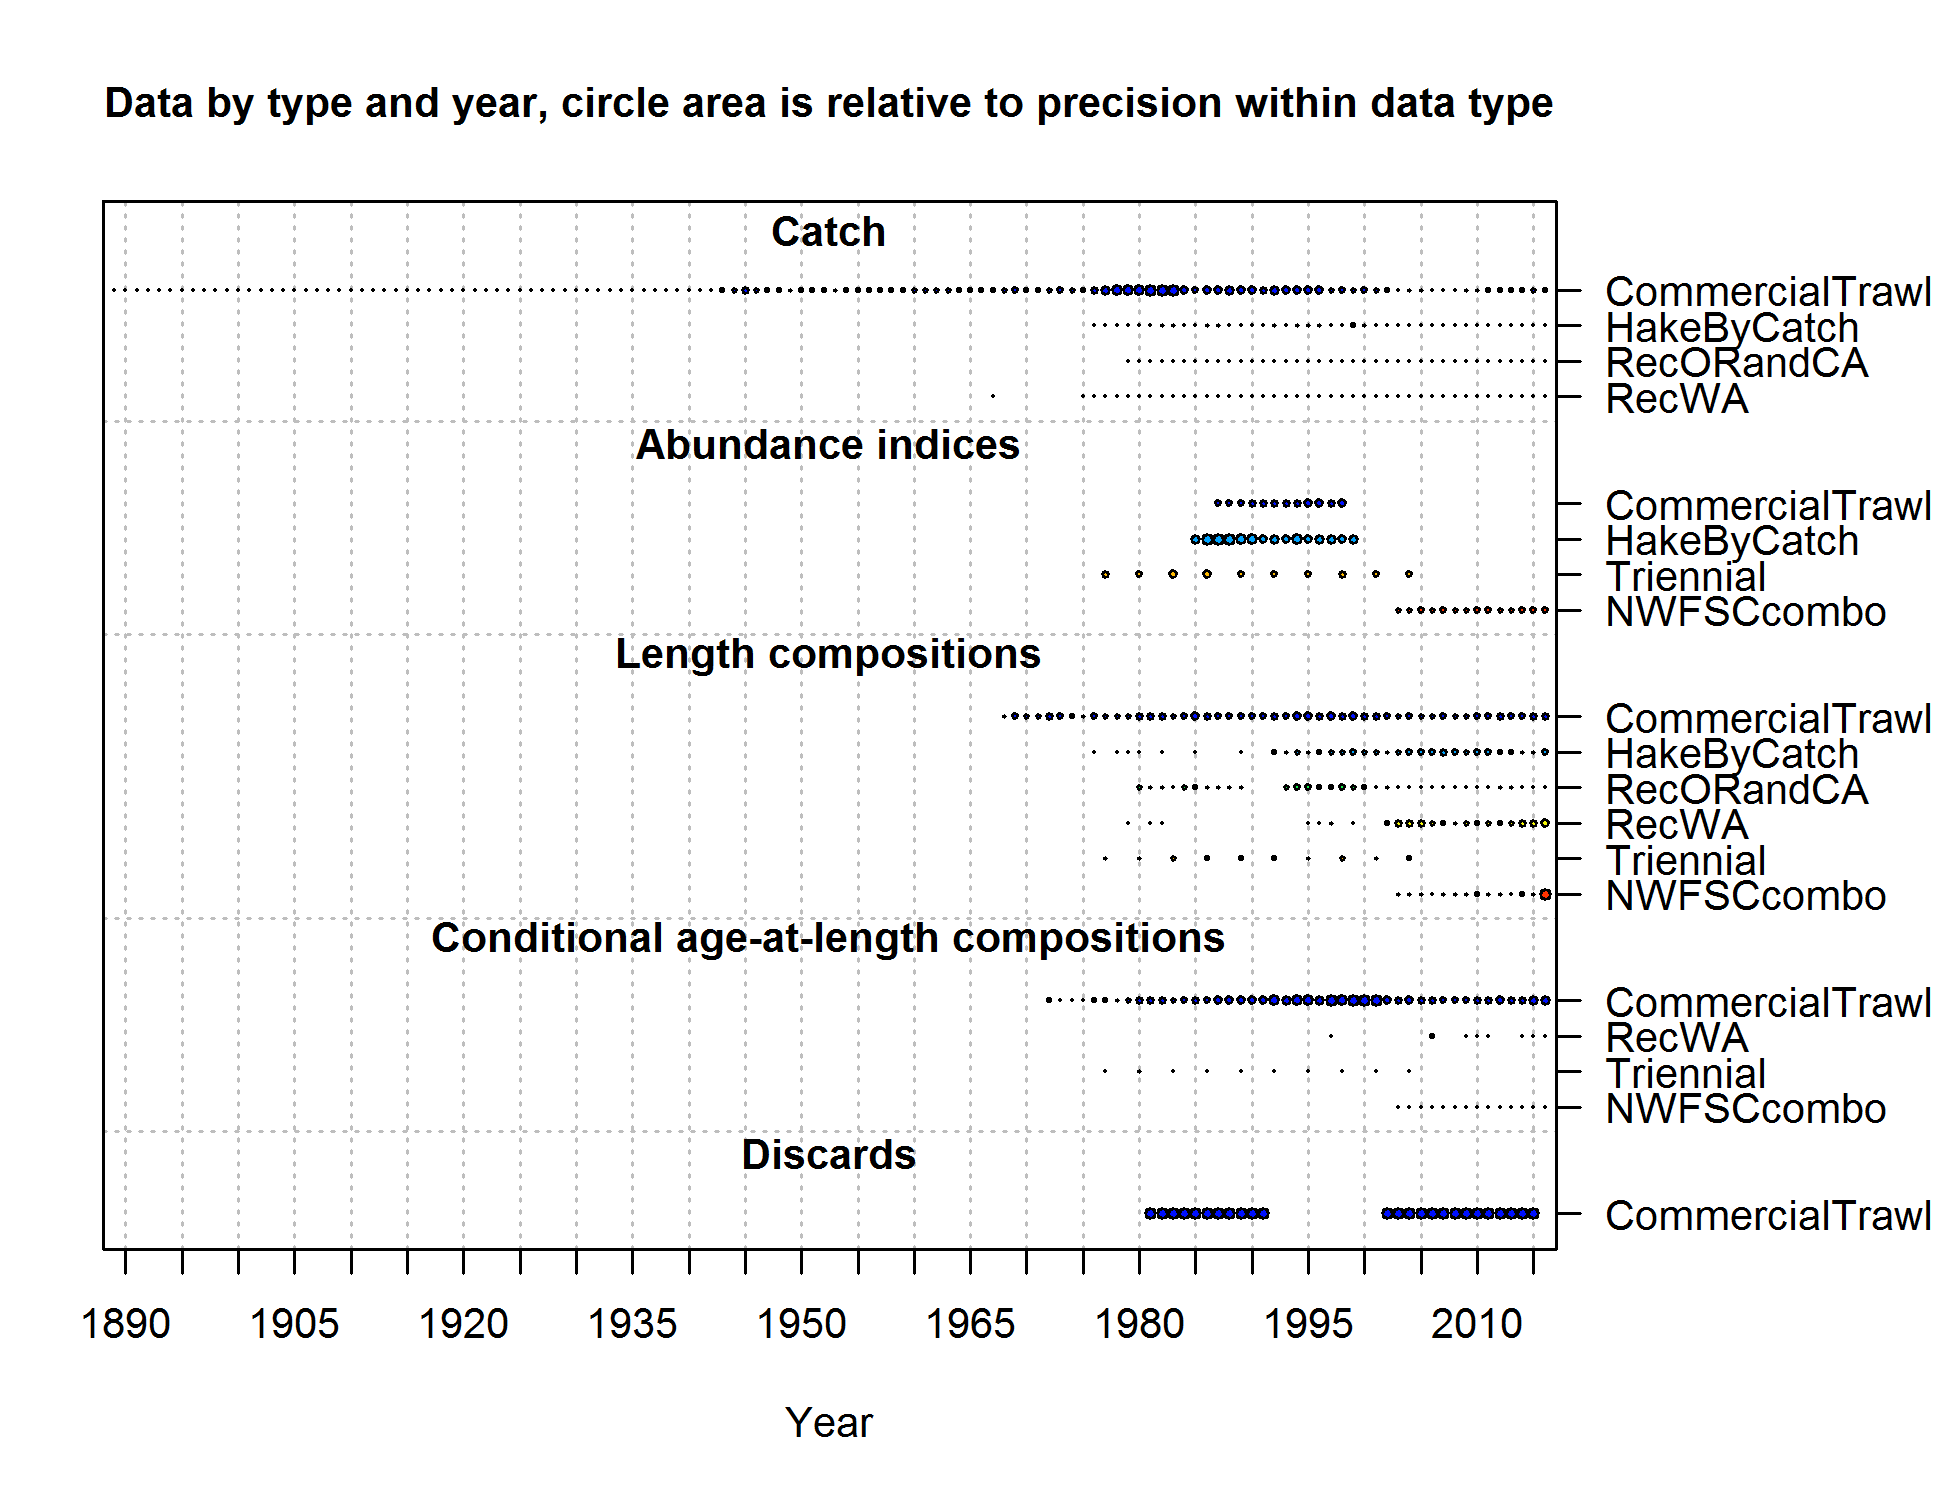 Data by type and year, circle area is relative to precision within data type
Catch
CommercialTrawl
HakeByCatch
RecORandCA
RecWA
Abundance indices
CommercialTrawl
HakeByCatch
Triennial
NWFSCcombo
Length compositions
CommercialTrawl
HakeByCatch
RecORandCA
RecWA
Triennial
NWFSCcombo
Conditional age-at-length compositions
CommercialTrawl
RecWA
Triennial
NWFSCcombo
Discards
CommercialTrawl
1890 1905 1920 1935 1950 1965 1980 1995 2010
Year